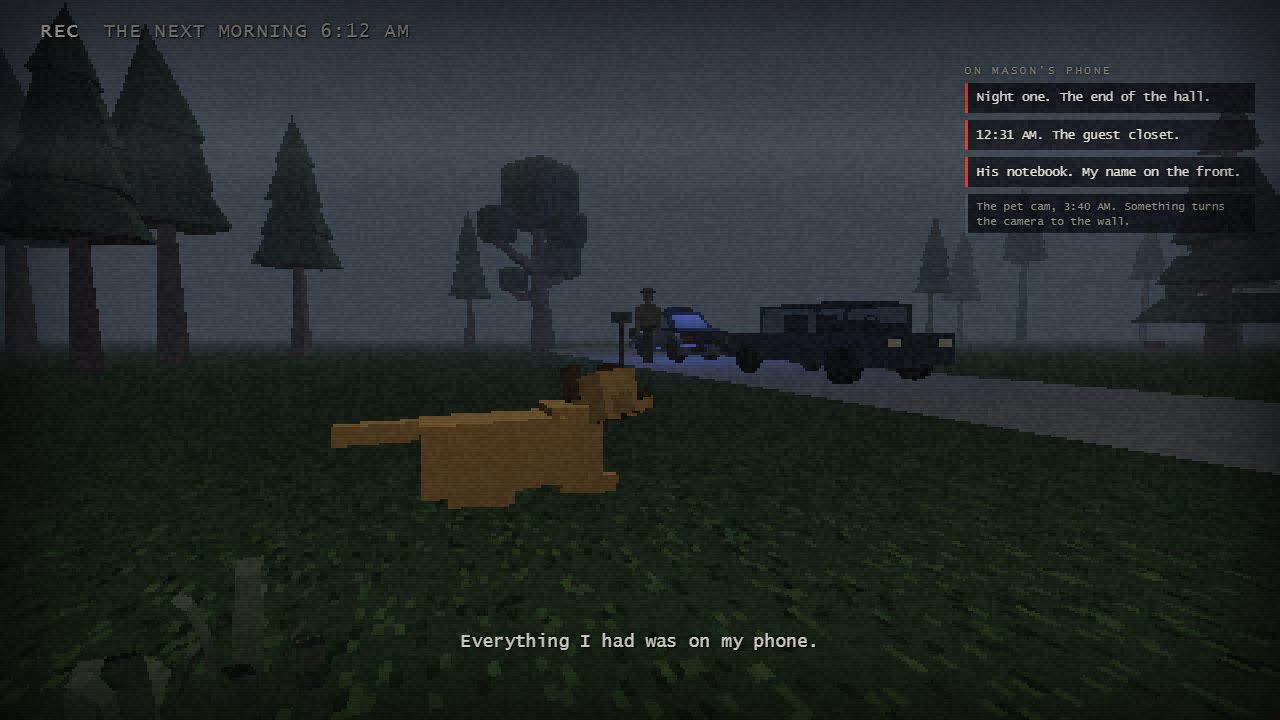 REC THE NEXT MORNING 6:12 AM
ON MASON'S PHONE
Night one. The end of the hall.
12:31 AM. The guest closet.
His notebook. My name on the front.
The pet cam, 3:40 AM. Something turns
the camera to the wall.
Everything I had was on my phone.